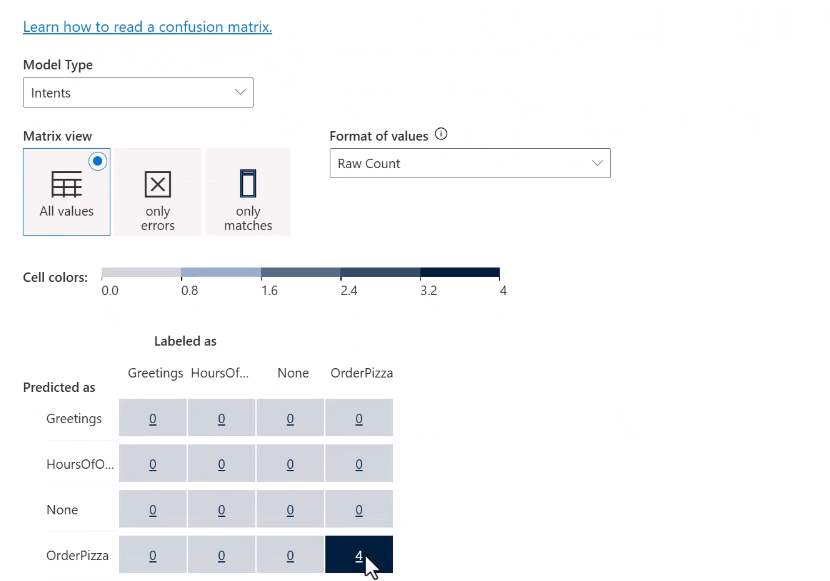 Learn how to read a confusion matrix.
Model Type
Intents
Matrix view
Format of values
All values
only errors
only matches
Raw Count
Cell colors:
0.0 0.8 1.6 2.4 3.2 4
Labeled as
Predicted as
Greetings HoursOf... None OrderPizza
Greetings 0 0 0 0
HoursOfO... 0 0 0 0
None 0 0 0 0
OrderPizza 0 0 0 4